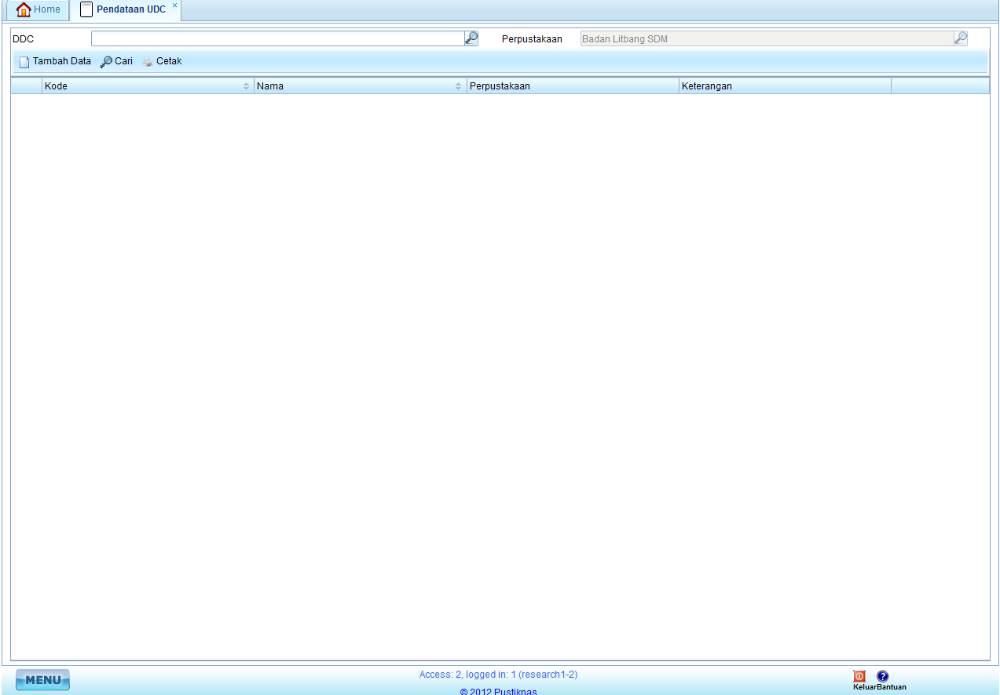 Home Pendataan UDC
DDC Perpustakaan Badan Litbang SDM
Tambah Data Cari Cetak
Kode Nama Perpustakaan Keterangan
MENU Access: 2, logged in: 1 (research1-2)
KeluarBantuan
© 2012 Pustiknas